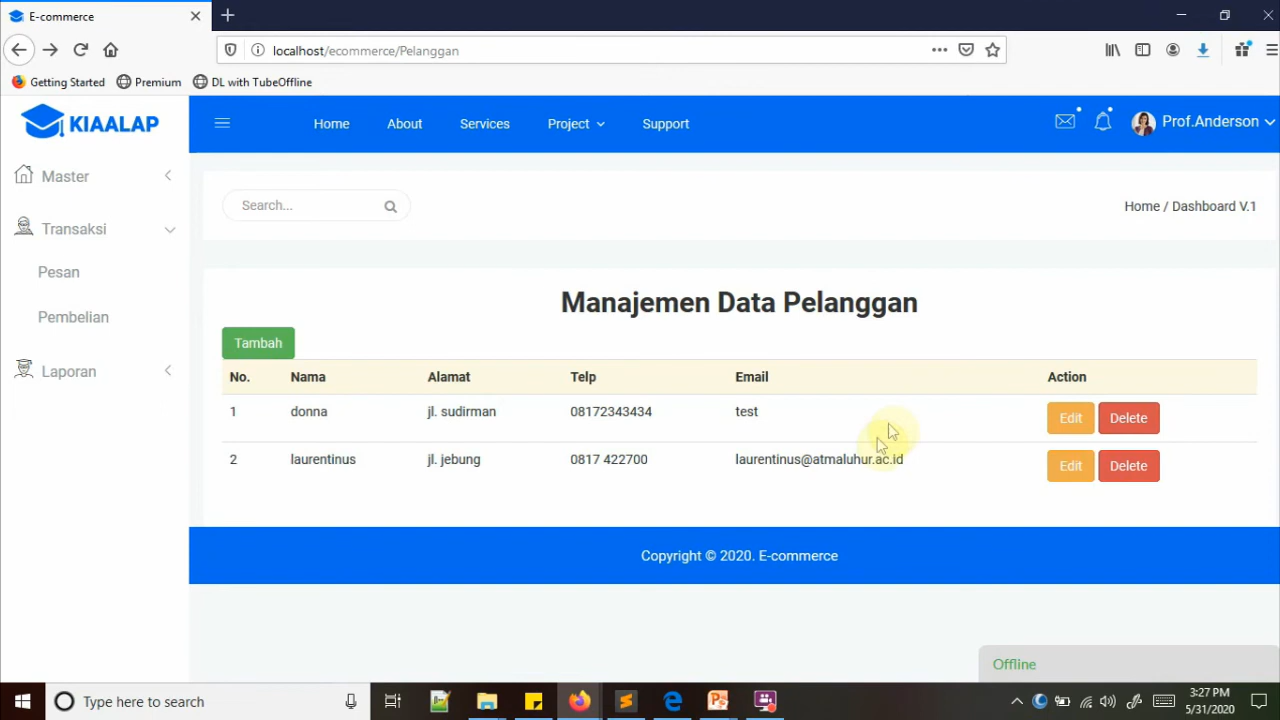 E-commerce
localhost/ecommerce/Pelanggan
Getting Started Premium DL with TubeOffline
KIAALAP
Home About Services Project Support
Prof.Anderson
Master
Transaksi
Pesan
Pembelian
Laporan
Search...
Home / Dashboard V.1
Manajemen Data Pelanggan
Tambah
No. Nama Alamat Telp Email Action
1 donna jl. sudirman 08172343434 test Edit Delete
2 laurentinus jl. jebung 0817 422700 laurentinus@atmaluhur.ac.id Edit Delete
Copyright © 2020. E-commerce
Offline
Type here to search
3:27 PM
5/31/2020